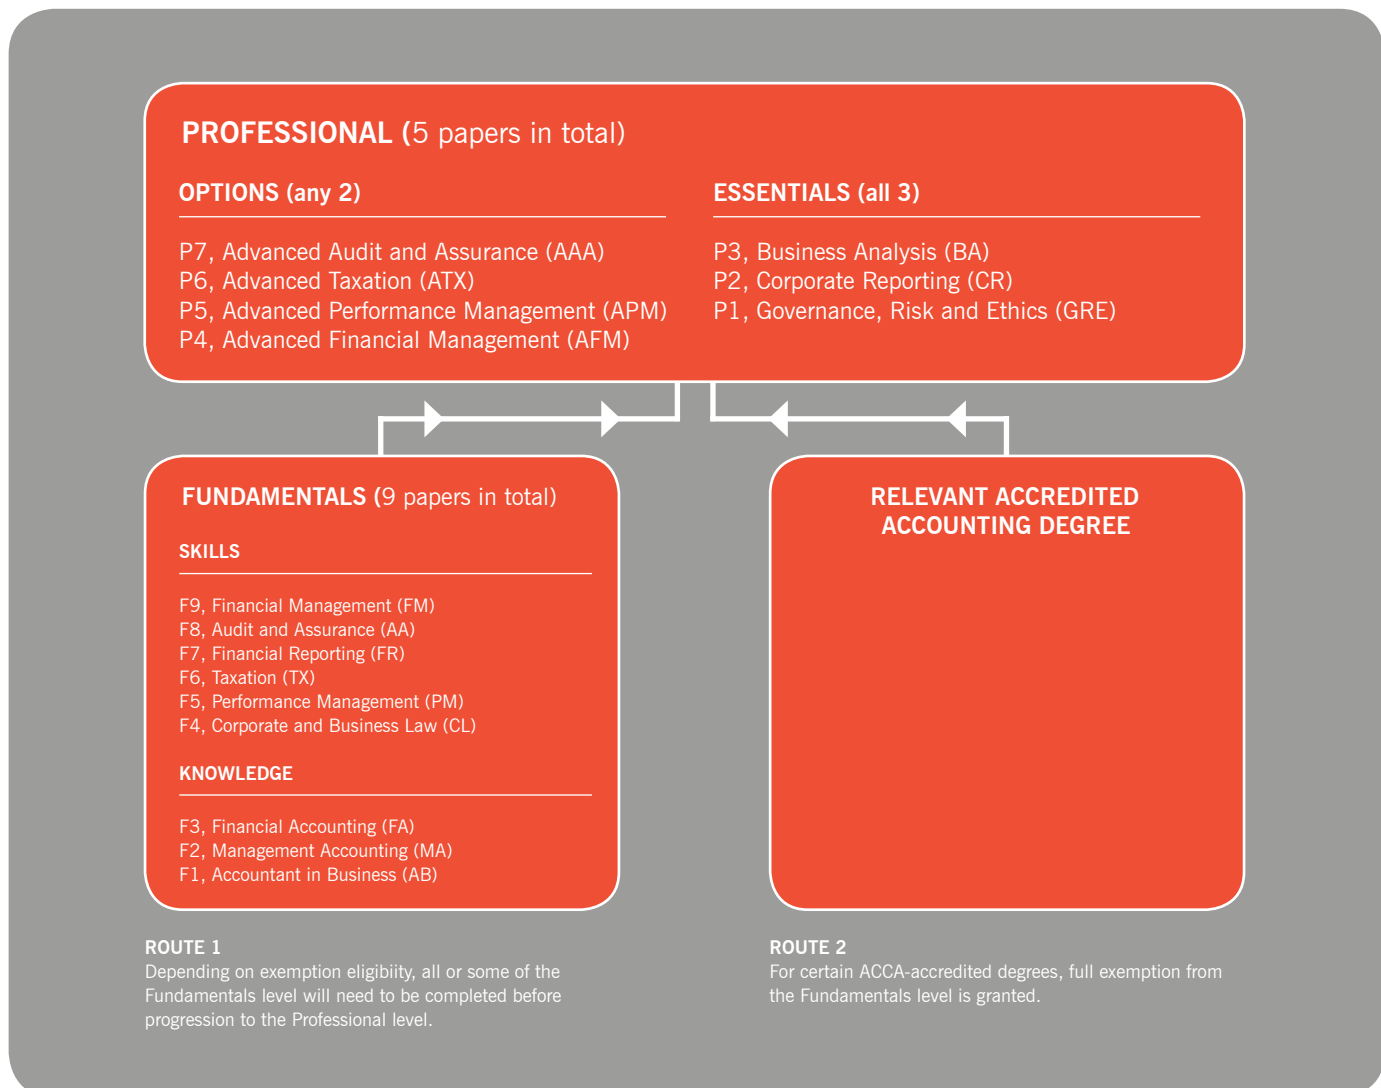 PROFESSIONAL (5 papers in total)
OPTIONS (any 2)
P7, Advanced Audit and Assurance (AAA)
P6, Advanced Taxation (ATX)
P5, Advanced Performance Management (APM)
P4, Advanced Financial Management (AFM)
ESSENTIALS (all 3)
P3, Business Analysis (BA)
P2, Corporate Reporting (CR)
P1, Governance, Risk and Ethics (GRE)
FUNDAMENTALS (9 papers in total)
SKILLS
F9, Financial Management (FM)
F8, Audit and Assurance (AA)
F7, Financial Reporting (FR)
F6, Taxation (TX)
F5, Performance Management (PM)
F4, Corporate and Business Law (CL)
KNOWLEDGE
F3, Financial Accounting (FA)
F2, Management Accounting (MA)
F1, Accountant in Business (AB)
RELEVANT ACCREDITED
ACCOUNTING DEGREE
ROUTE 1
Depending on exemption eligibiity, all or some of the
Fundamentals level will need to be completed before
progression to the Professional level.
ROUTE 2
For certain ACCA-accredited degrees, full exemption from
the Fundamentals level is granted.